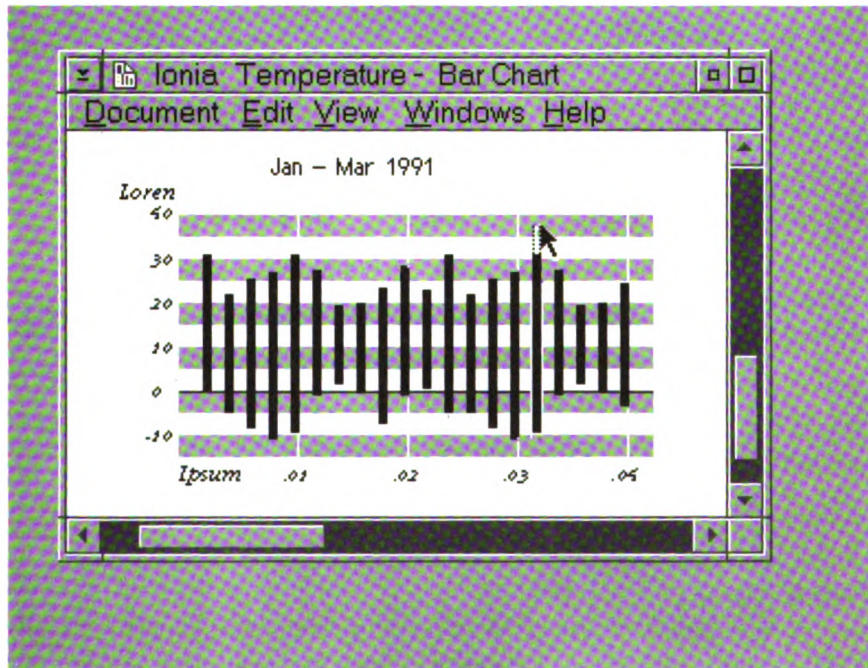 Ionia Temperature - Bar Chart
Document Edit View Windows Help
Jan – Mar 1991
Loren
40
30
20
10
0
-10
Ipsum .01 .02 .03 .04